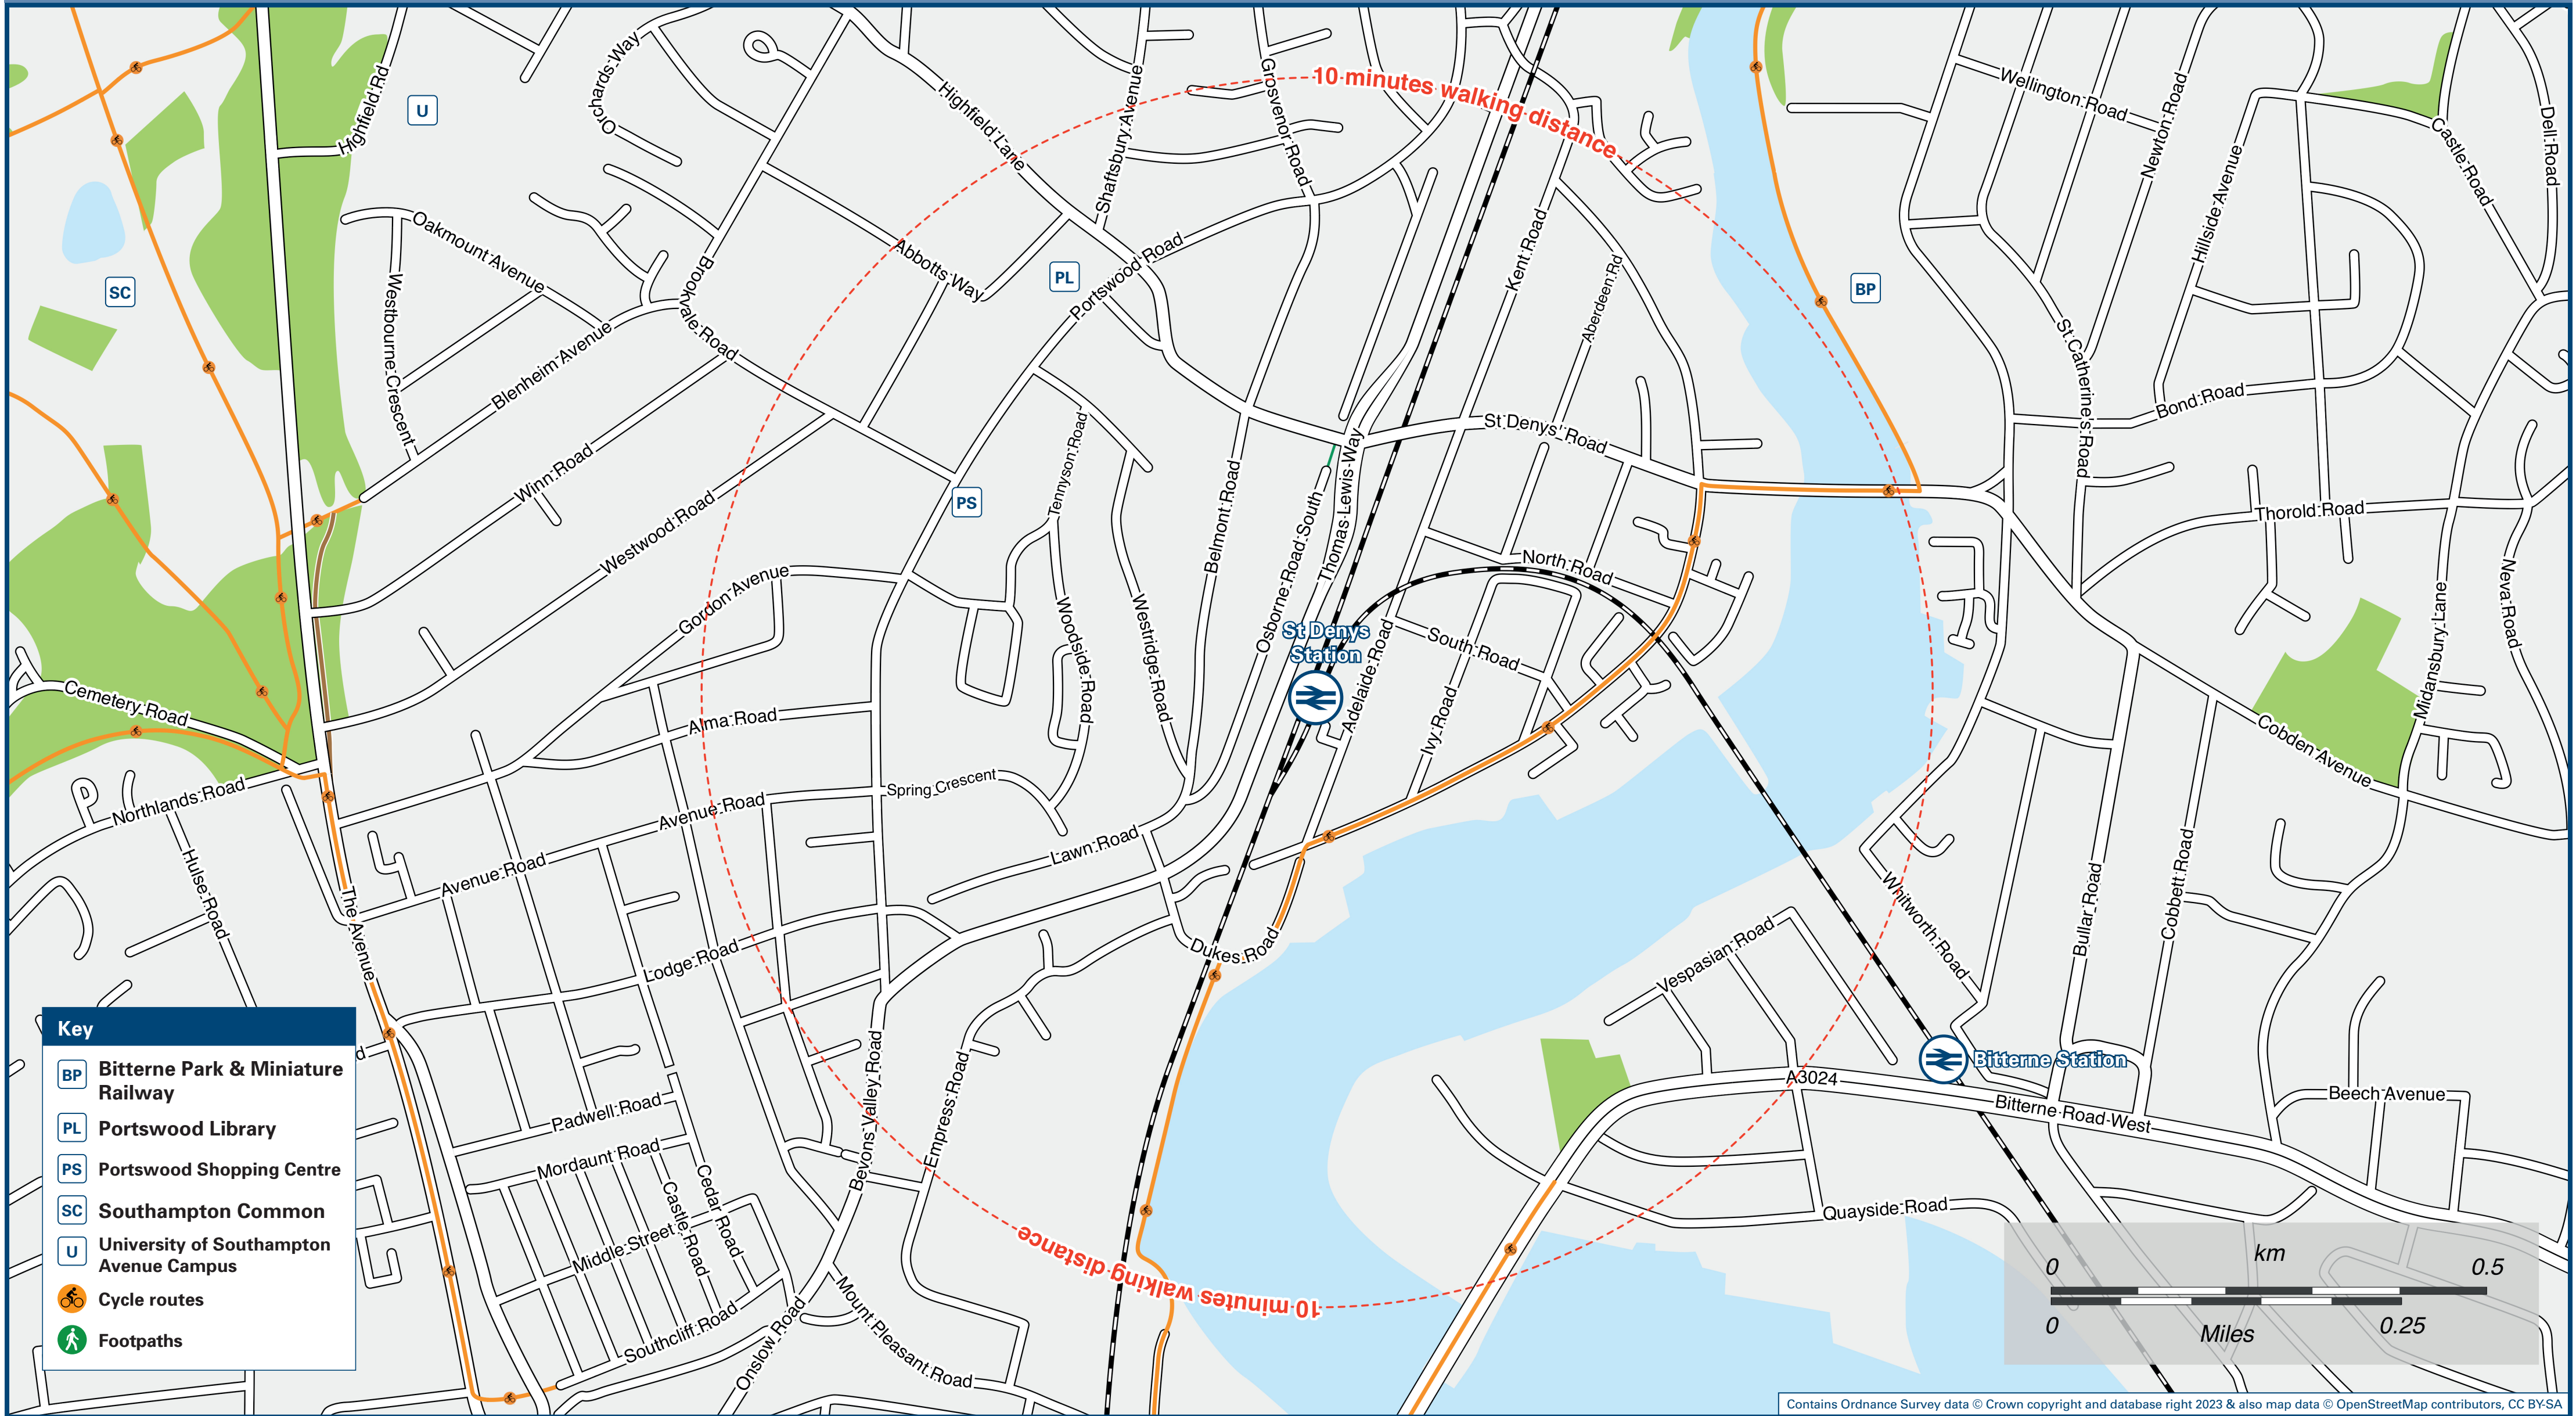 10 minutes walking distance
Highfield Rd
U
Orchards Way
Highfield Lane
Shaftsbury Avenue
Grosvenor Road
Wellington Road
Newton Road
Castle Road
Dell Road
Hillside Avenue
SC
Oakmount Avenue
Westbourne Crescent
Brookvale Road
Abbotts Way
PL
Portswood Road
Kent Road
Aberdeen Rd
BP
St Catherine's Road
Blenheim Avenue
Bond Road
St Denys Road
Winn Road
Westwood Road
PS
Tennyson Road
Belmont Road
Osborne Road South
Thomas Lewis Way
Thorold Road
Gordon Avenue
North Road
Woodside Road
Westridge Road
St Denys
Station
South Road
Adelaide Road
Ivy Road
Midansbury Lane
Neva Road
Cemetery Road
Alma Road
Cobden Avenue
Northlands Road
Spring Crescent
Avenue Road
Avenue Road
Lawn Road
Hulse Road
The Avenue
Lodge Road
Dukes Road
Vespasian Road
Whitworth Road
Bullar Road
Cobbett Road
Bitterne Station
A3024
Bitterne Road West
Beech Avenue
Bevons Valley Road
Empress Road
Padwell Road
Mordaunt Road
Cedar Road
Castle Road
Middle Street
Quayside Road
10 minutes walking distance
Southcliff Road
Onslow Road
Mount Pleasant Road
d
Key
BP Bitterne Park & Miniature
Railway
PL Portswood Library
PS Portswood Shopping Centre
SC Southampton Common
U University of Southampton
Avenue Campus
Cycle routes
Footpaths
km
0 0.5
0 0.25
Miles
Contains Ordnance Survey data © Crown copyright and database right 2023 & also map data © OpenStreetMap contributors, CC BY-SA